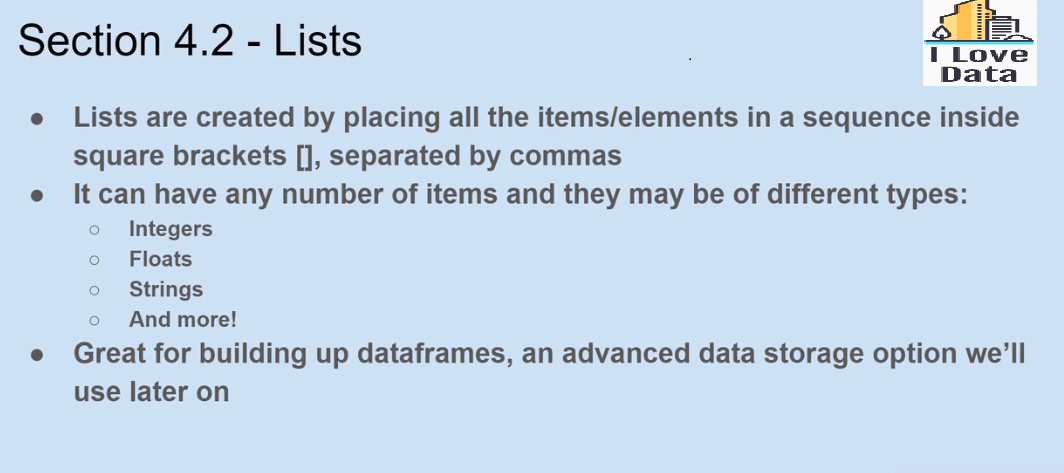 Section 4.2 - Lists
I Love
Data
● Lists are created by placing all the items/elements in a sequence inside
square brackets [], separated by commas
● It can have any number of items and they may be of different types:
○ Integers
○ Floats
○ Strings
○ And more!
● Great for building up dataframes, an advanced data storage option we’ll
use later on